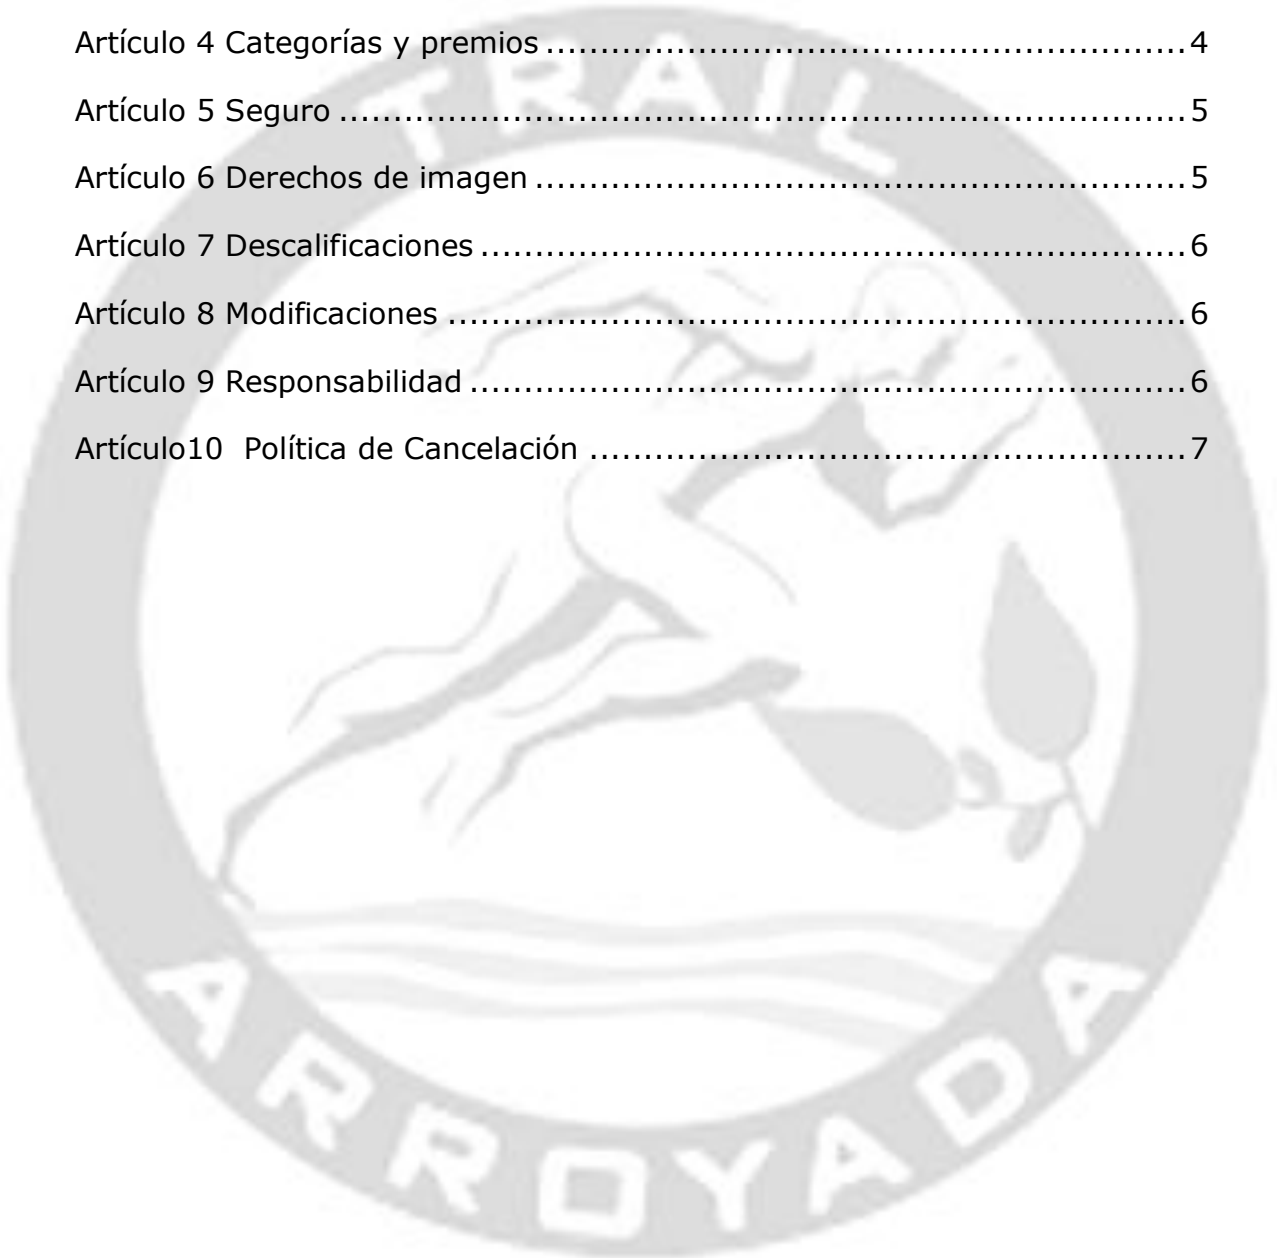 Artículo 4 Categorías y premios ................................................................ 4
Artículo 5 Seguro ..................................................................................... 5
Artículo 6 Derechos de imagen ................................................................. 5
Artículo 7 Descalificaciones ...................................................................... 6
Artículo 8 Modificaciones .......................................................................... 6
Artículo 9 Responsabilidad ........................................................................ 6
Artículo10  Política de Cancelación ............................................................ 7
TRAIL
ARROYADA